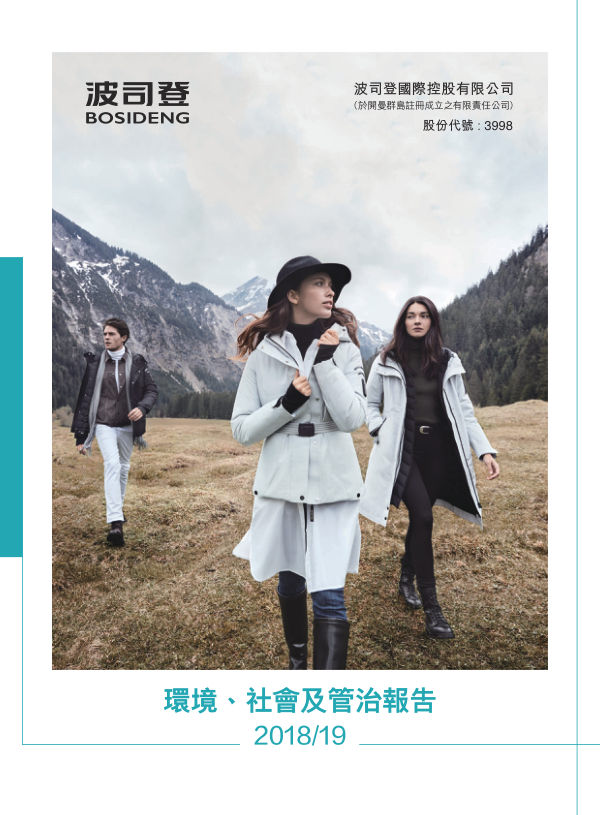 波司登
BOSIDENG
波司登國際控股有限公司
(於開曼群島註冊成立之有限責任公司)
股份代號 : 3998
環境、社會及管治報告
2018/19